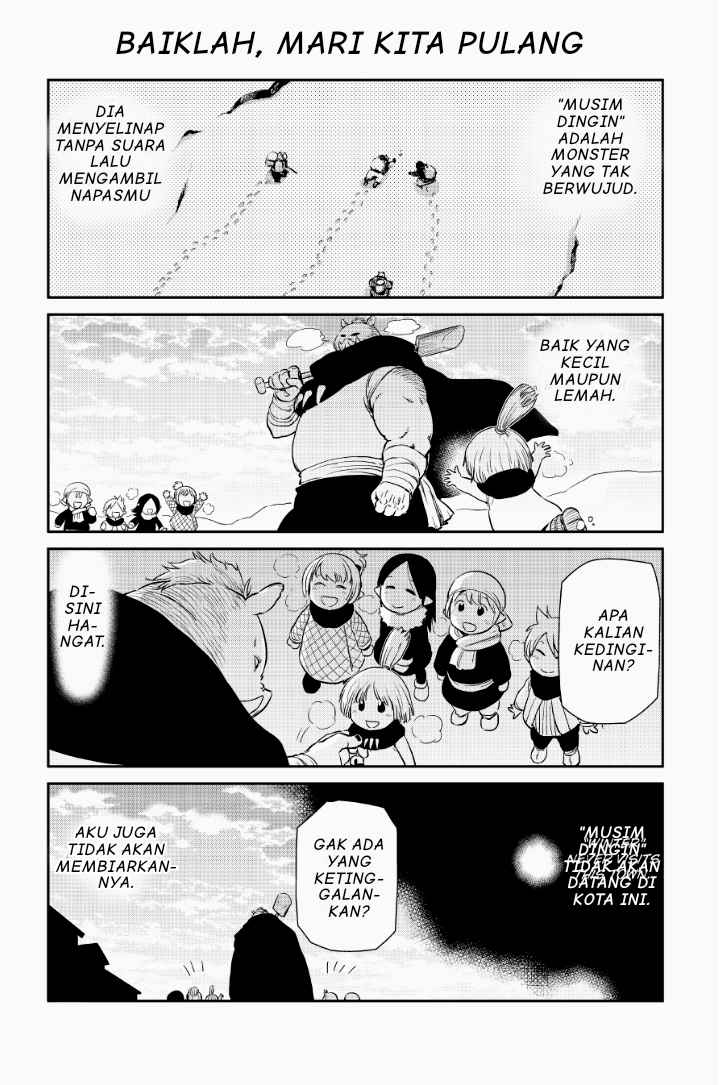 BAIKLAH, MARI KITA PULANG
"MUSIM
DINGIN"
ADALAH
MONSTER
YANG TAK
BERWUJUD.
DIA
MENYELINAP
TANPA SUARA
LALU
MENGAMBIL
NAPASMU
BAIK YANG
KECIL
MAUPUN
LEMAH.
APA
KALIAN
KEDINGI-
NAN?
DI-
SINI
HA-
NGAT.
"MUSIM
DINGIN"
TIDAK AKAN
DATANG DI
KOTA INI.
GAK ADA
YANG
KETING-
GALAN-
KAN?
AKU JUGA
TIDAK AKAN
MEMBIARKAN-
NYA.